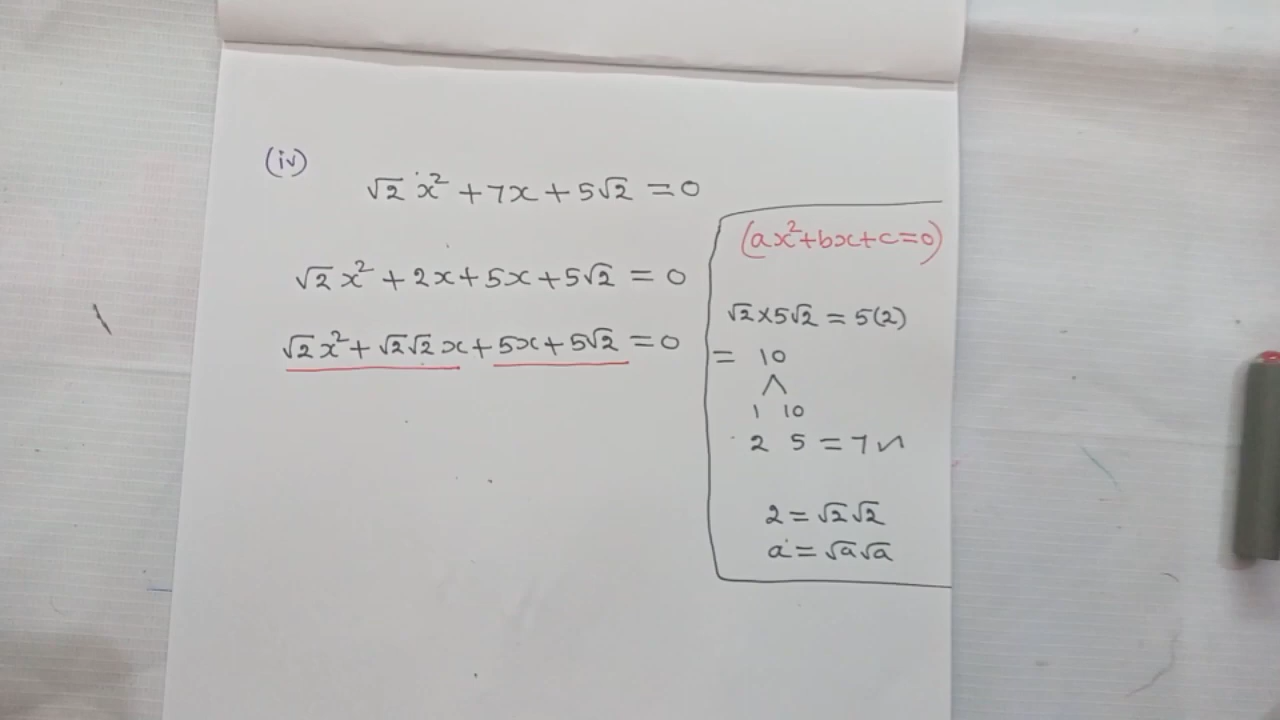 (iv)
√2 x² + 7x + 5√2 = 0
√2 x² + 2x + 5x + 5√2 = 0
√2 x² + √2√2 x + 5x + 5√2 = 0
(ax²+bx+c=0)
√2 × 5√2 = 5(2)
= 10
∧
1 10
2 5 = 7 ✓
2 = √2√2
a = √a√a